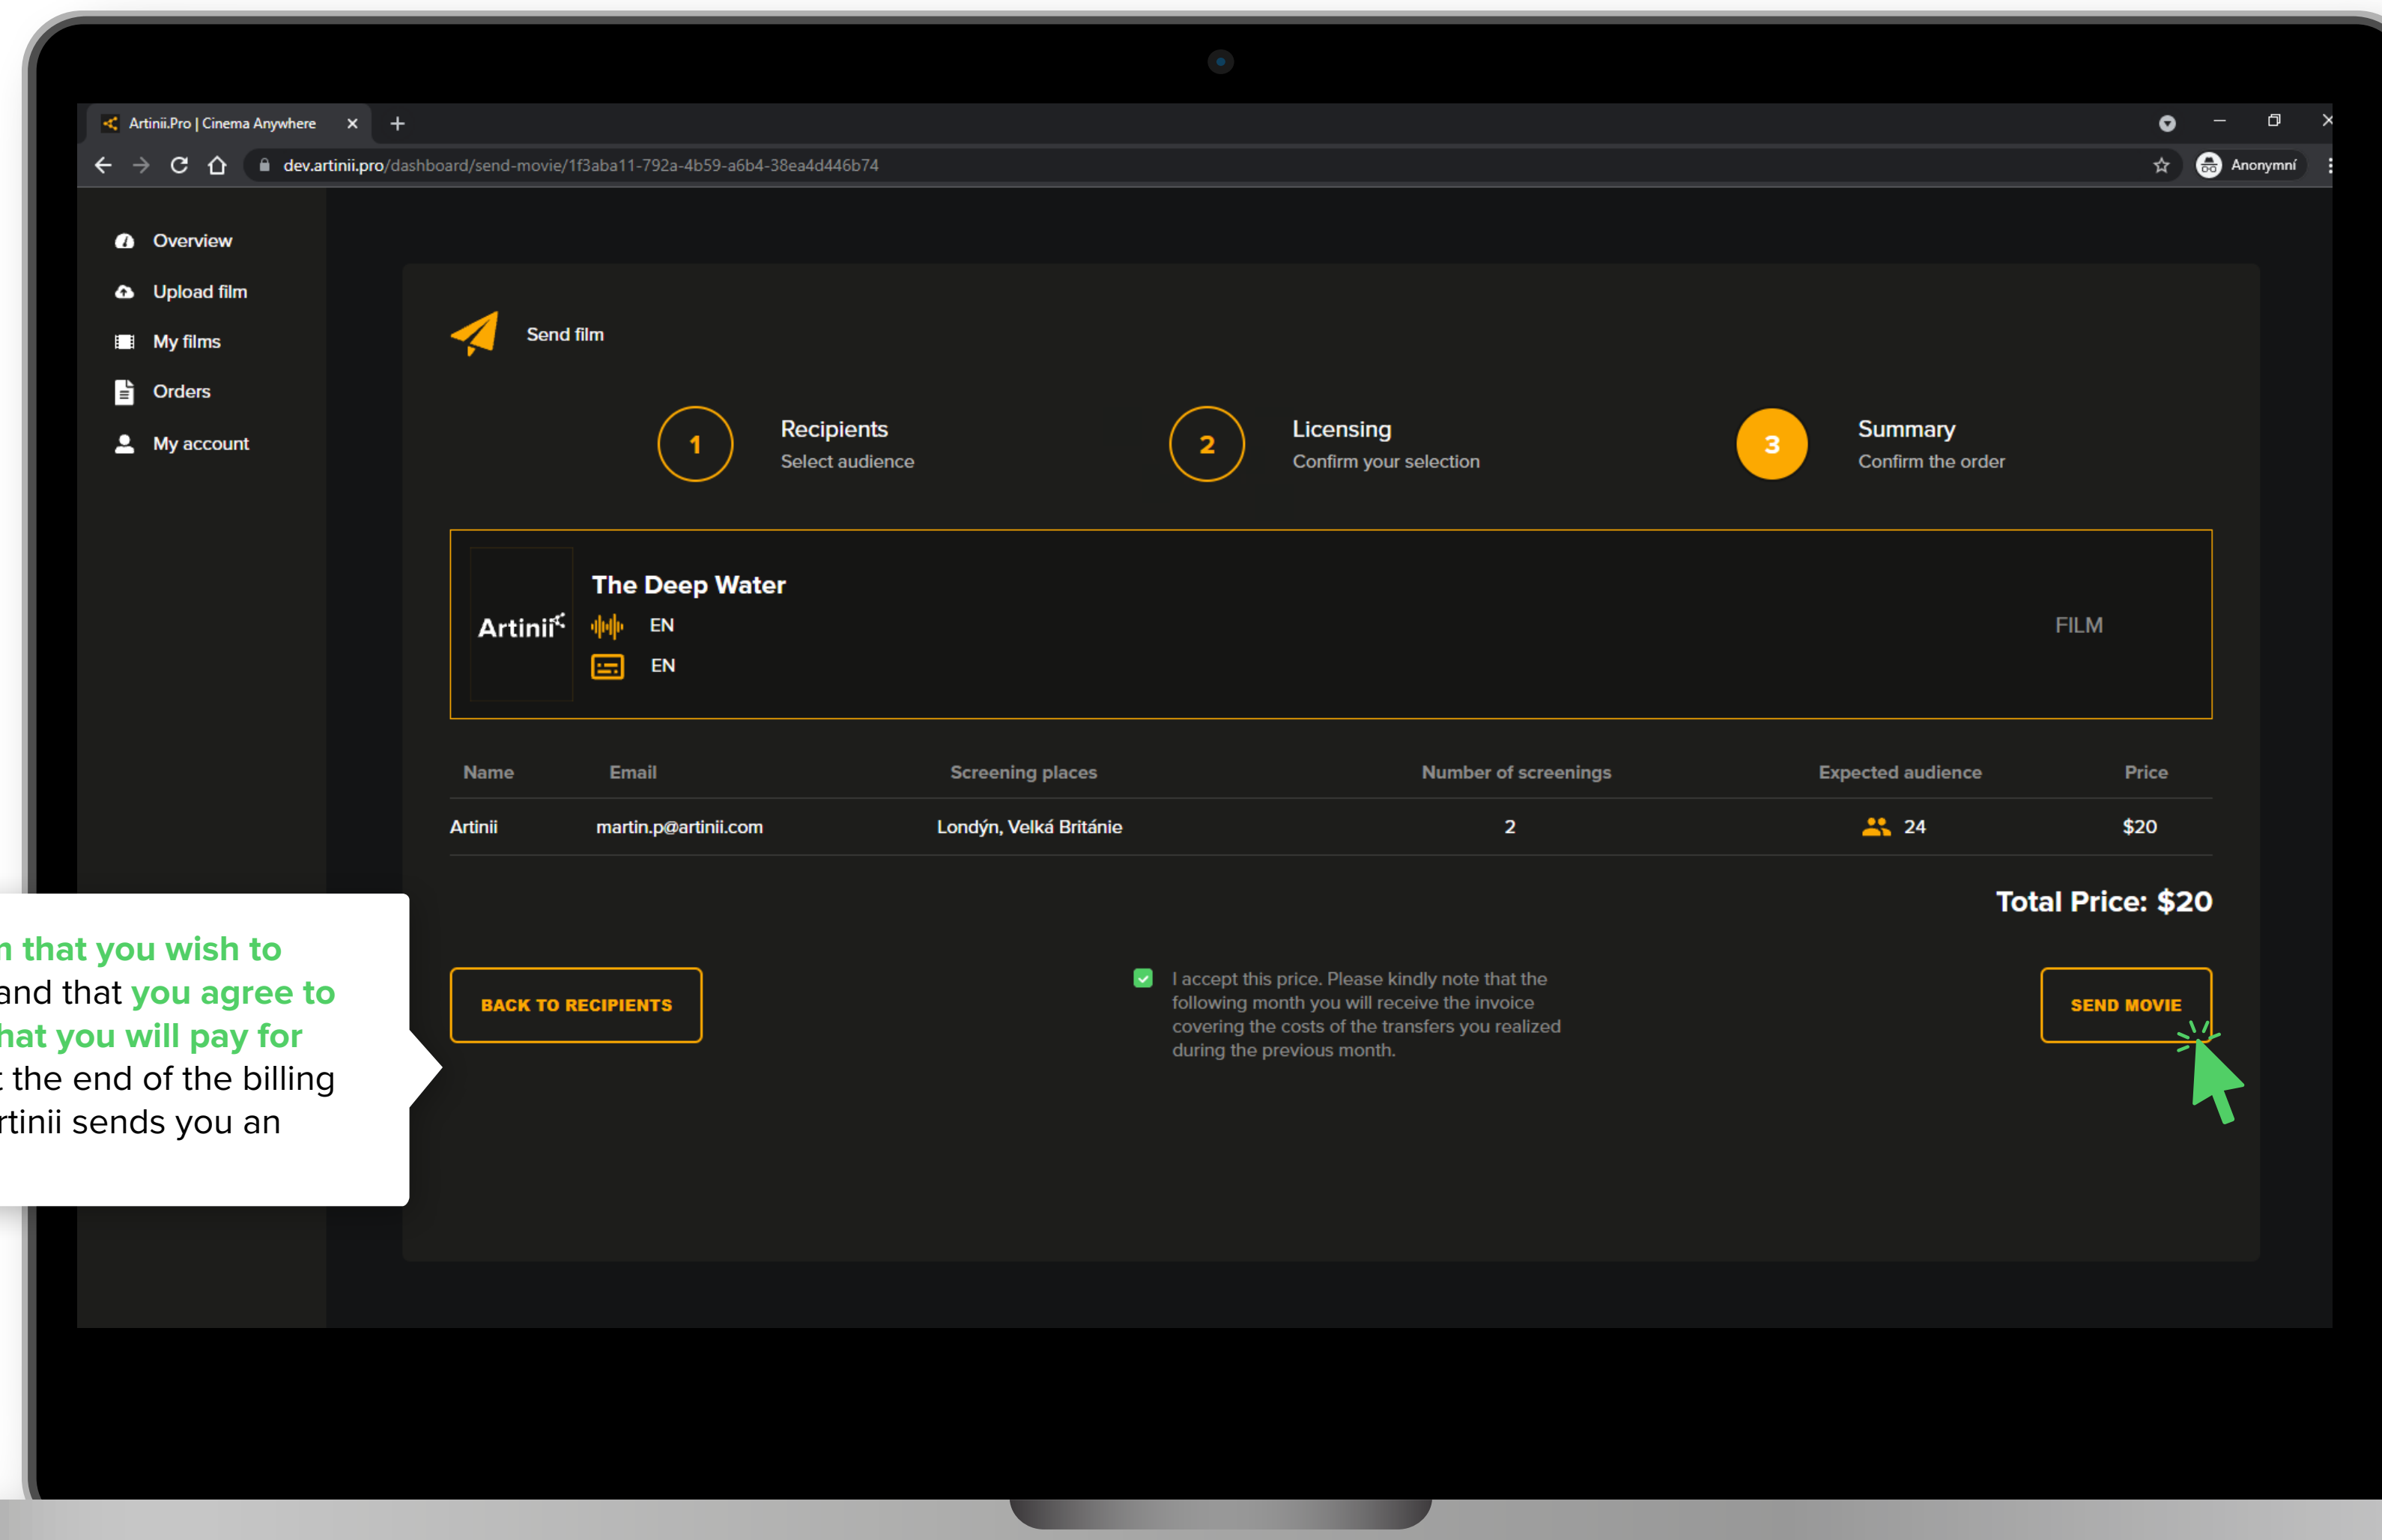 Artinii.Pro | Cinema Anywhere
dev.artinii.pro/dashboard/send-movie/1f3aba11-792a-4b59-a6b4-38ea4d446b74
Anonymní
Overview
Upload film
My films
Orders
My account
Send film
1
Recipients
Select audience
2
Licensing
Confirm your selection
3
Summary
Confirm the order
Artinii
The Deep Water
EN
EN
FILM
Name Email Screening places Number of screenings Expected audience Price
Artinii martin.p@artinii.com Londýn, Velká Británie 2 24 $20
Total Price: $20
that you wish to
and that you agree to
that you will pay for
the end of the billing
Artinii sends you an
BACK TO RECIPIENTS
I accept this price. Please kindly note that the
following month you will receive the invoice
covering the costs of the transfers you realized
during the previous month.
SEND MOVIE